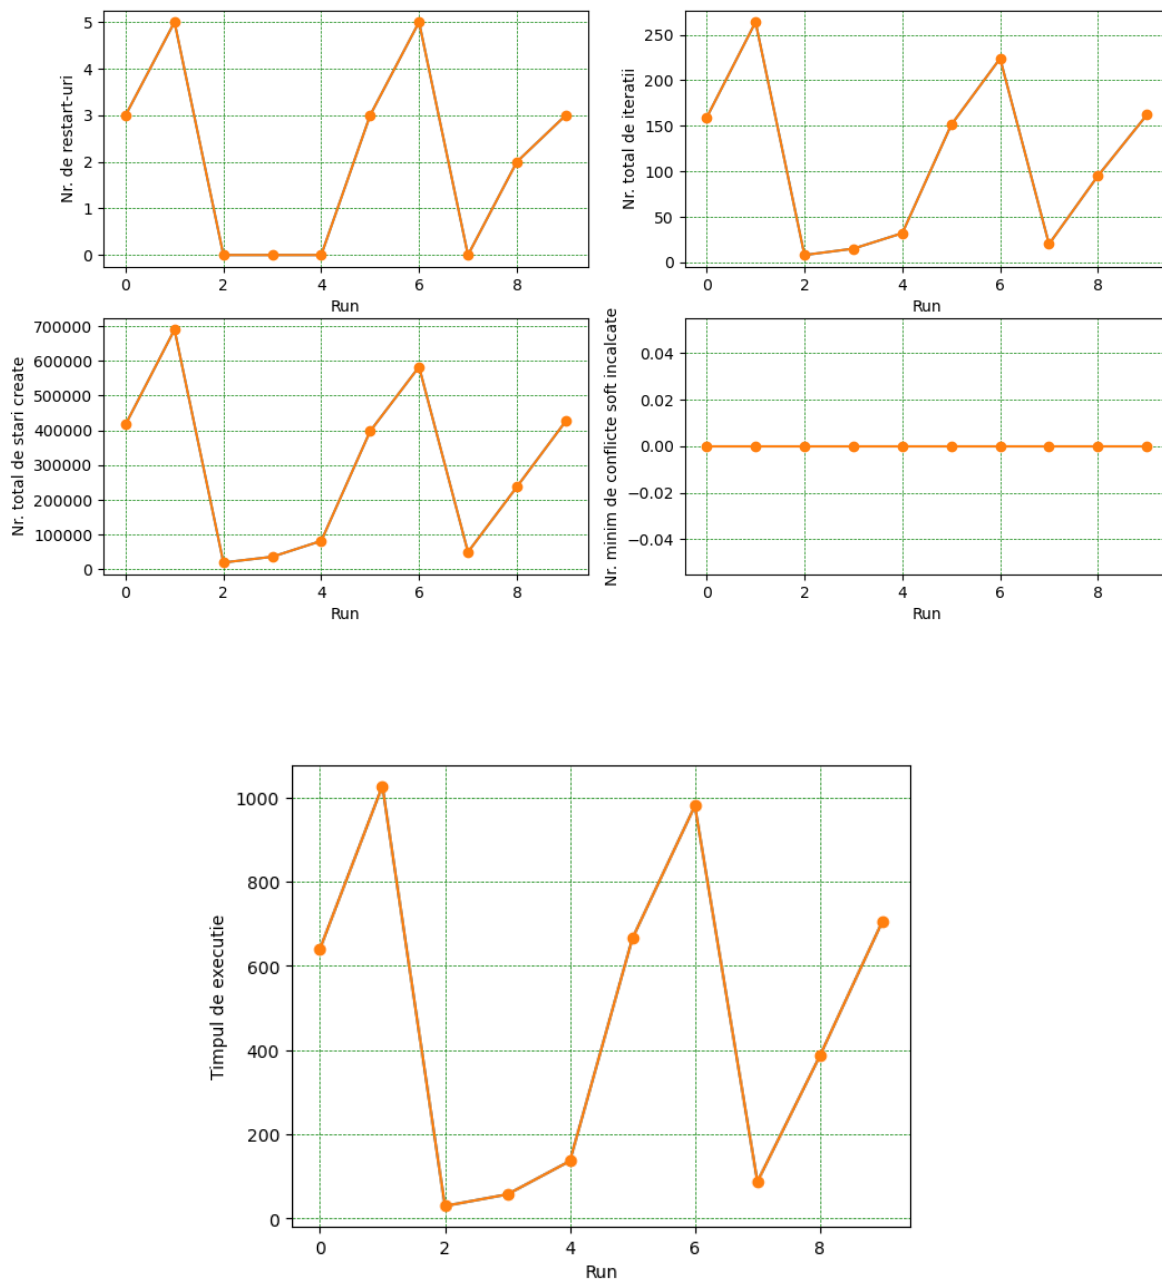 5
4
3
2
1
0
Nr. de restart-uri
0 2 4 6 8
Run
250
200
150
100
50
0
Nr. total de iteratii
0 2 4 6 8
Run
700000
600000
500000
400000
300000
200000
100000
0
Nr. total de stari create
0 2 4 6 8
Run
0.04
0.02
0.00
−0.02
−0.04
Nr. minim de conflicte soft incalcate
0 2 4 6 8
Run
1000
800
600
400
200
0
Timpul de executie
0 2 4 6 8
Run